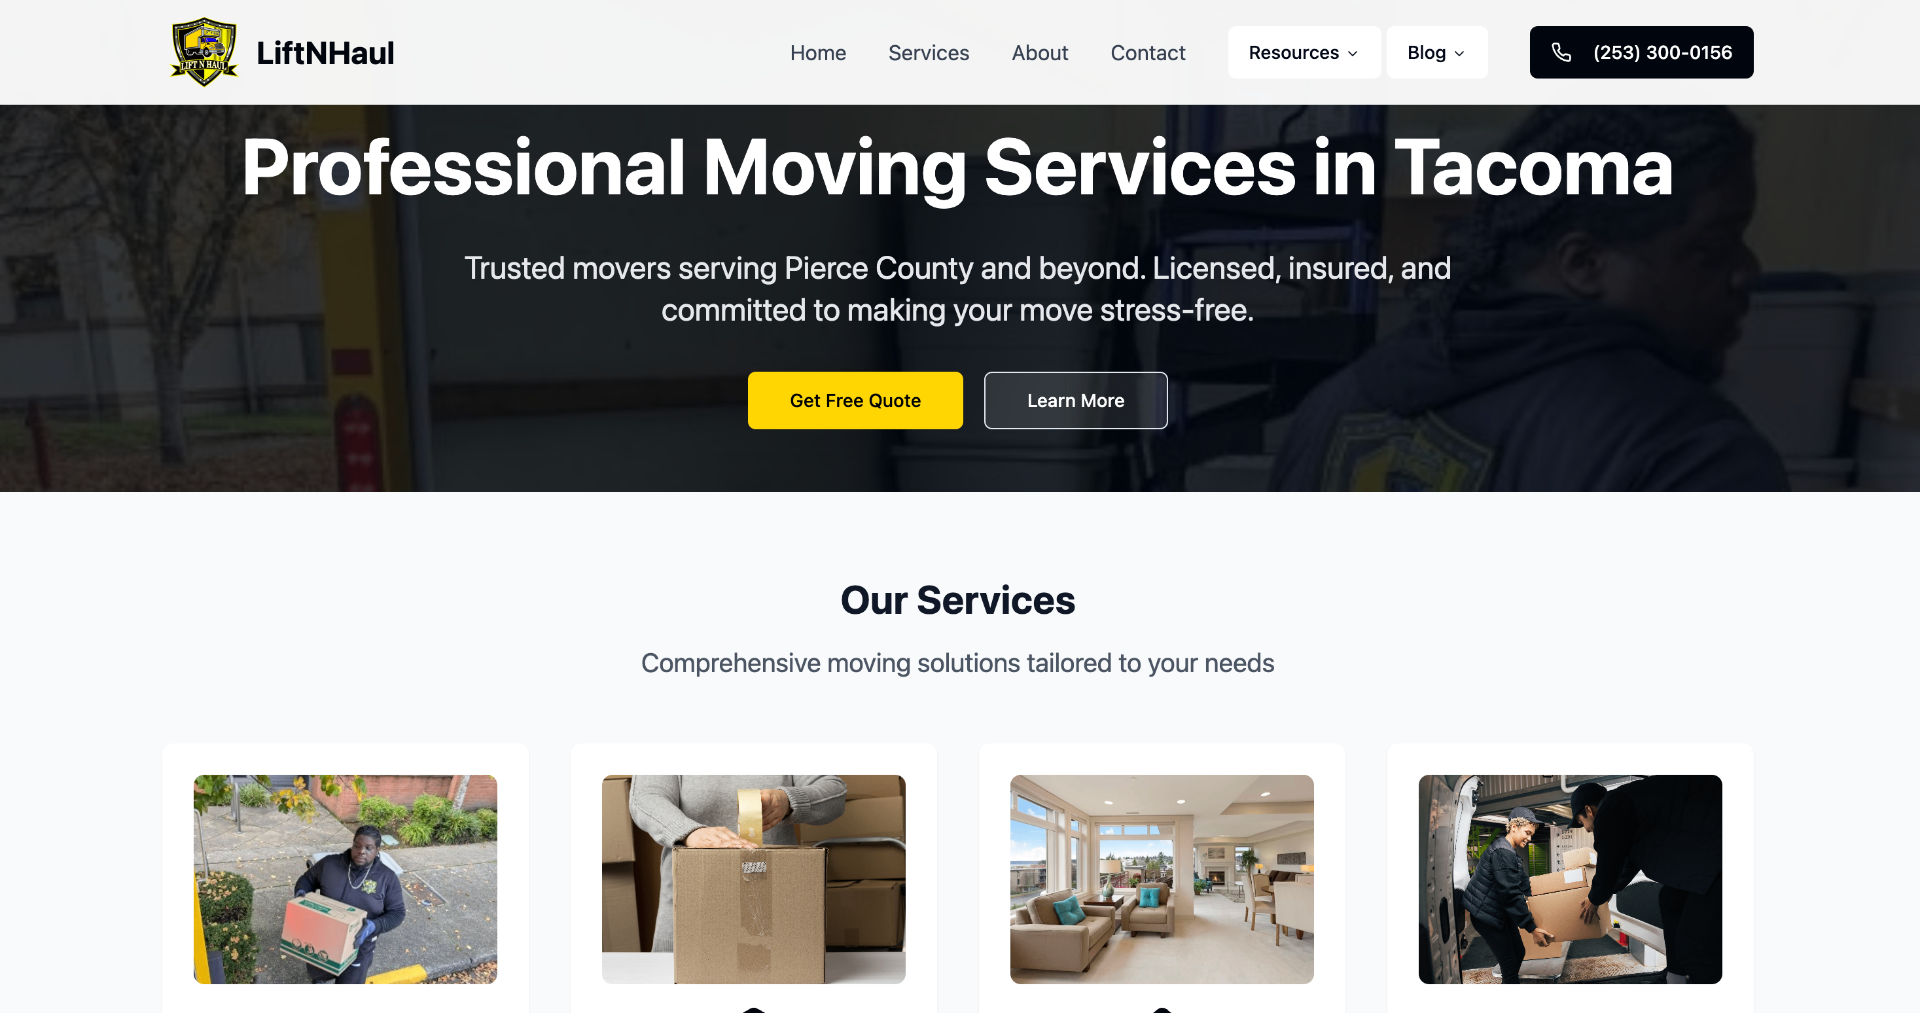 LIFT N HAUL
LiftNHaul
Home
Services
About
Contact
Resources
Blog
(253) 300-0156
Professional Moving Services in Tacoma
Trusted movers serving Pierce County and beyond. Licensed, insured, and
committed to making your move stress-free.
Get Free Quote
Learn More
Our Services
Comprehensive moving solutions tailored to your needs